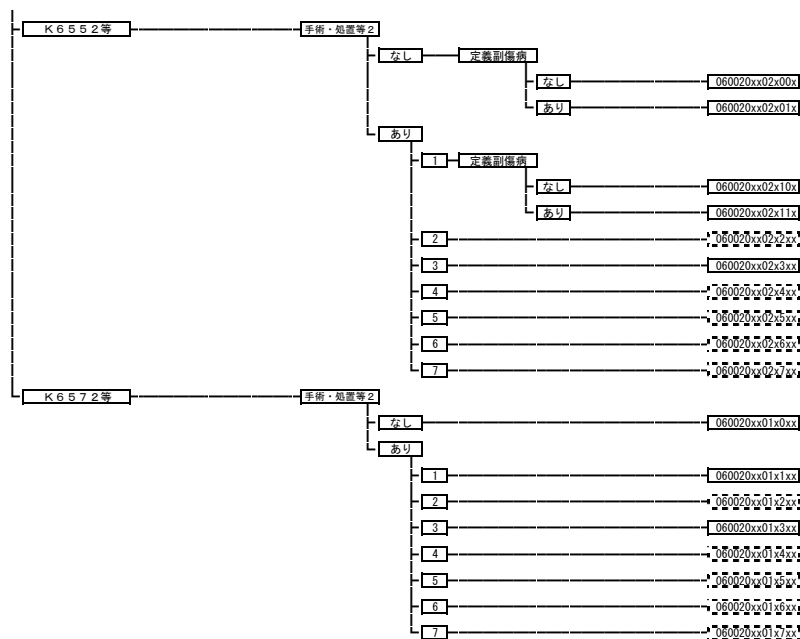 K6552等 手術・処置等2
なし 定義副傷病
なし 060020xx02x00x
あり 060020xx02x01x
あり
1 定義副傷病
なし 060020xx02x10x
あり 060020xx02x11x
2 060020xx02x2xx
3 060020xx02x3xx
4 060020xx02x4xx
5 060020xx02x5xx
6 060020xx02x6xx
7 060020xx02x7xx
K6572等 手術・処置等2
なし 060020xx01x0xx
あり
1 060020xx01x1xx
2 060020xx01x2xx
3 060020xx01x3xx
4 060020xx01x4xx
5 060020xx01x5xx
6 060020xx01x6xx
7 060020xx01x7xx